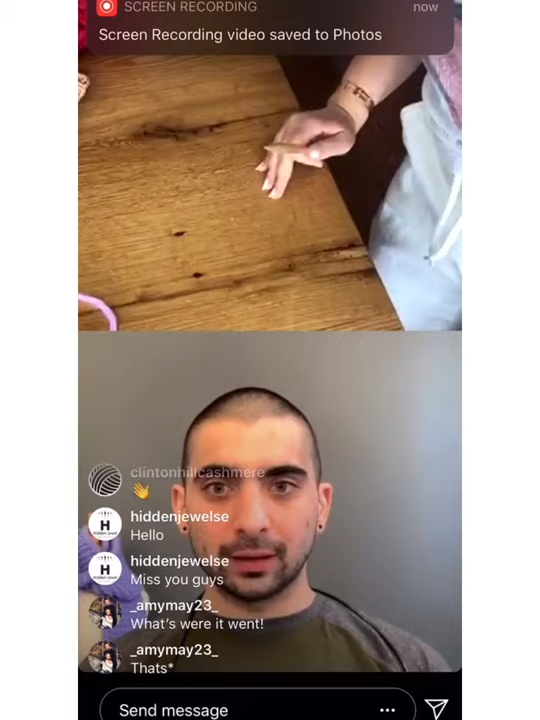 SCREEN RECORDING
now
Screen Recording video saved to Photos
clintonhillcashmere
👋
H
hiddenjewelse
Hello
H
hiddenjewelse
Miss you guys
_amymay23_
What's were it went!
_amymay23_
Thats*
Send message